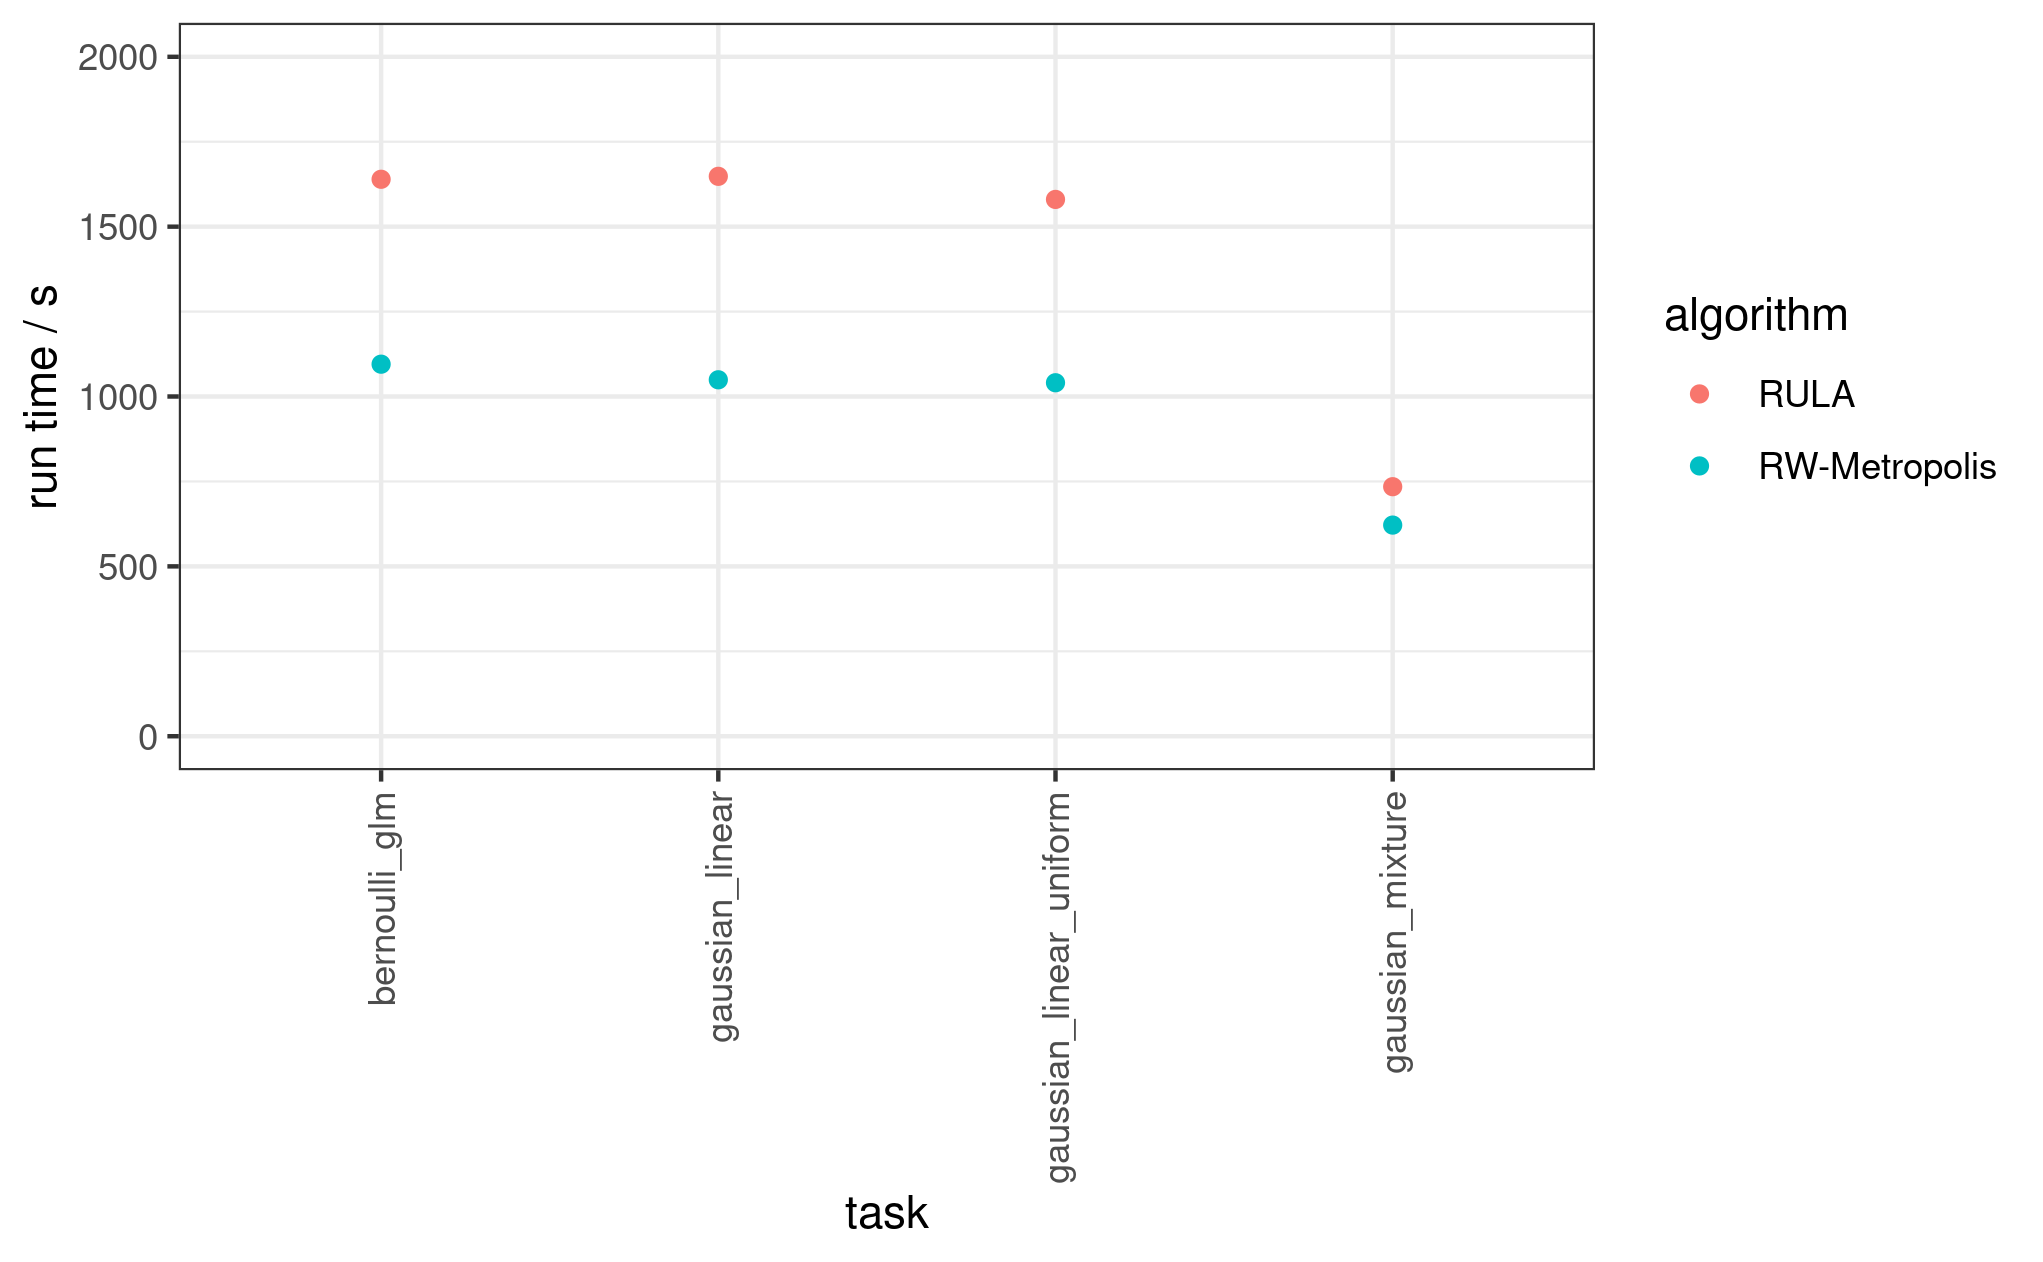 2000
1500
1000
500
0
run time / s
bernoulli_glm
gaussian_linear
gaussian_linear_uniform
gaussian_mixture
task
algorithm
RULA
RW-Metropolis